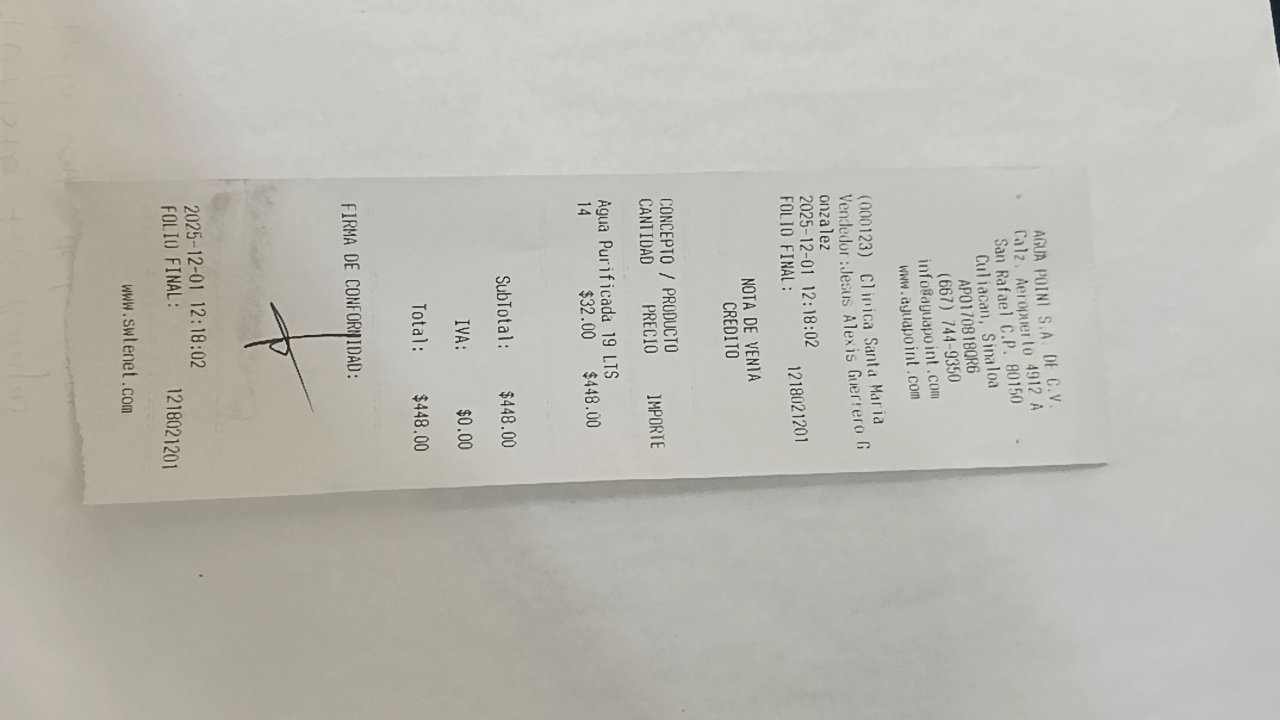 AGUA POINT S.A. DE C.V.
Calz. Aeropuerto 4912 A
San Rafael C.P. 80150
Culiacan, Sinaloa
APO170818QR6
(667) 744-9350
info@aguapoint.com
www.aguapoint.com
(000123) Clinica Santa Maria
Vendedor:Jesus Alexis Guerrero G
onzalez
2025-12-01 12:18:02
FOLIO FINAL: 1218021201
NOTA DE VENTA
CREDITO
CONCEPTO / PRODUCTO
CANTIDAD PRECIO IMPORTE
Agua Purificada 19 LTS
14 $32.00 $448.00
SubTotal: $448.00
IVA: $0.00
Total: $448.00
FIRMA DE CONFORMIDAD:
2025-12-01 12:18:02
FOLIO FINAL: 1218021201
www.swtenet.com